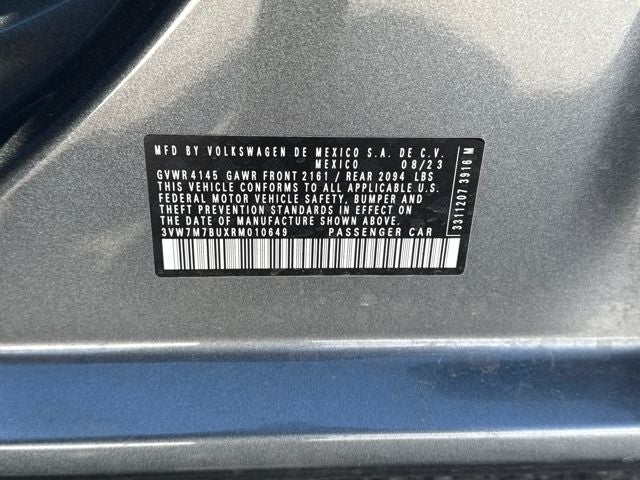 MFD BY VOLKSWAGEN DE MEXICO S.A. DE C.V.
MEXICO 08/23
GVWR 4145 GAWR FRONT 2161 / REAR 2094 LBS
THIS VEHICLE CONFORMS TO ALL APPLICABLE U.S.
FEDERAL MOTOR VEHICLE SAFETY, BUMPER AND
THEFT PREVENTION STANDARDS IN EFFECT ON
THE DATE OF MANUFACTURE SHOWN ABOVE.
3VW7M7BUXRM010649 PASSENGER CAR
3311207 3916 M